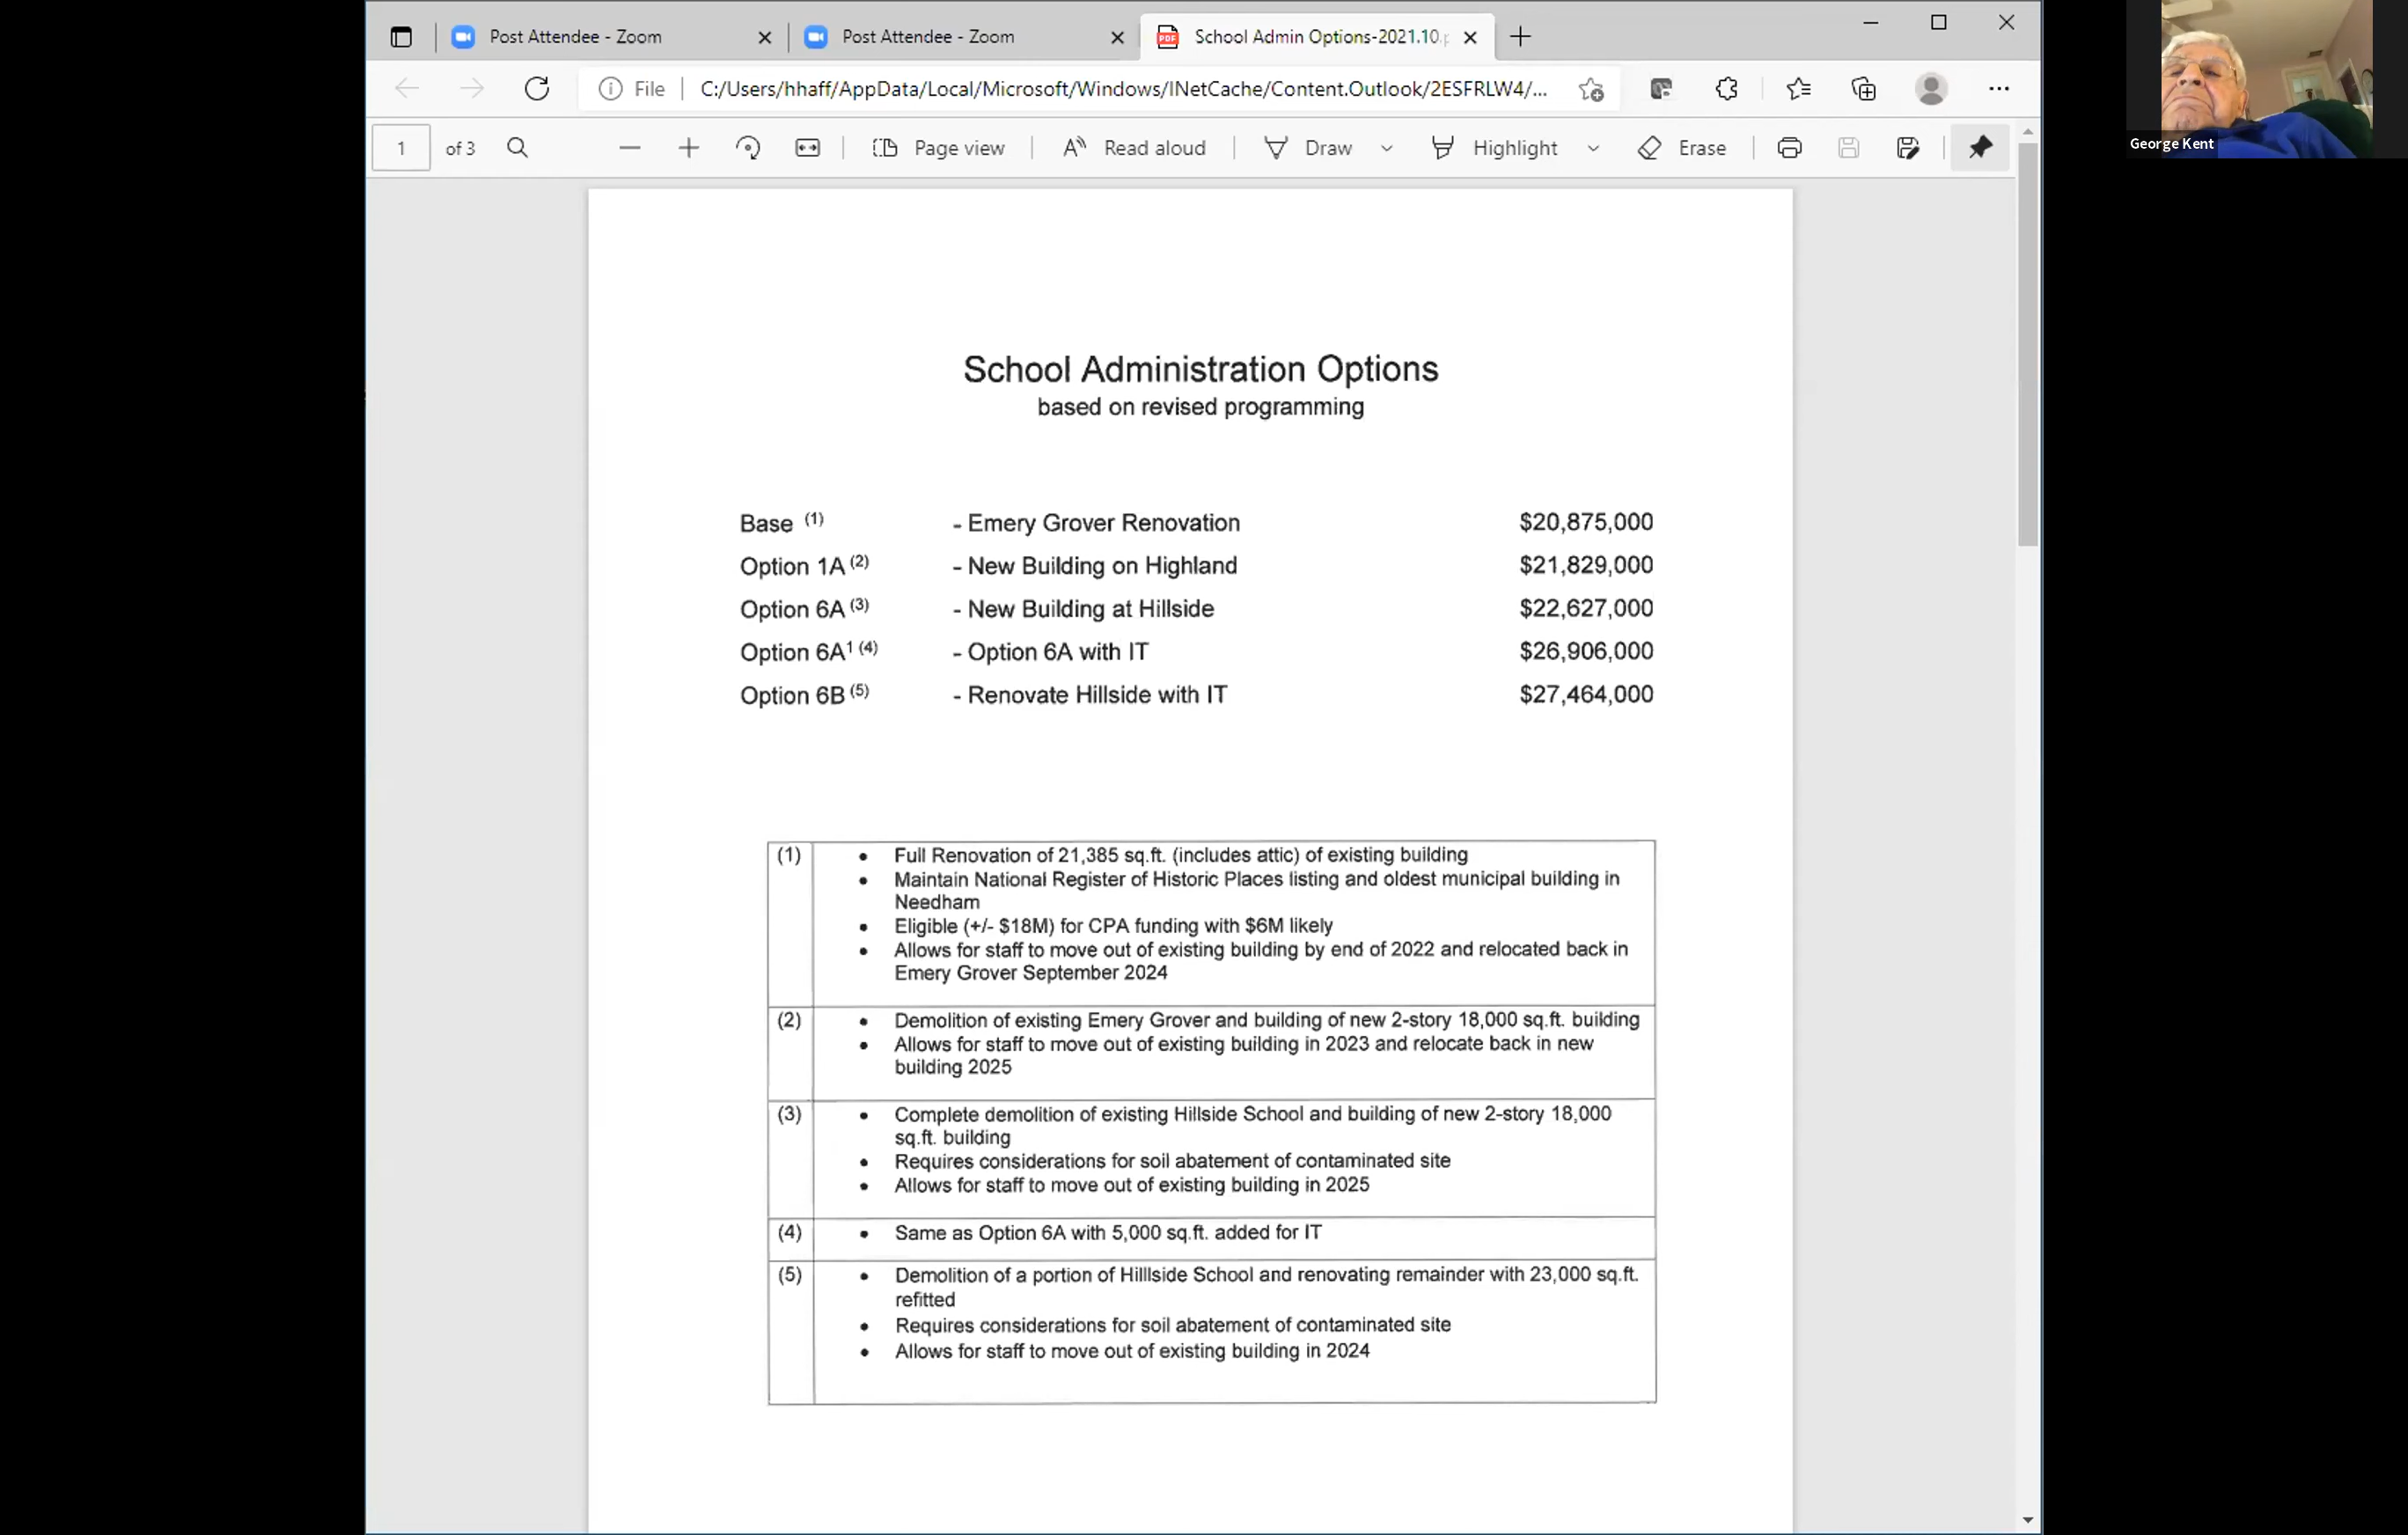 Post Attendee - Zoom
Post Attendee - Zoom
PDF
School Admin Options-2021.10.p
File
C:/Users/hhaff/AppData/Local/Microsoft/Windows/INetCache/Content.Outlook/2ESFRLW4/...
1 of 3
Page view
Read aloud
Draw
Highlight
Erase
George Kent
School Administration Options
based on revised programming
Base (1) - Emery Grover Renovation $20,875,000
Option 1A (2) - New Building on Highland $21,829,000
Option 6A (3) - New Building at Hillside $22,627,000
Option 6A1 (4) - Option 6A with IT $26,906,000
Option 6B (5) - Renovate Hillside with IT $27,464,000
(1) • Full Renovation of 21,385 sq.ft. (includes attic) of existing building
• Maintain National Register of Historic Places listing and oldest municipal building in
Needham
• Eligible (+/- $18M) for CPA funding with $6M likely
• Allows for staff to move out of existing building by end of 2022 and relocated back in
Emery Grover September 2024
(2) • Demolition of existing Emery Grover and building of new 2-story 18,000 sq.ft. building
• Allows for staff to move out of existing building in 2023 and relocate back in new
building 2025
(3) • Complete demolition of existing Hillside School and building of new 2-story 18,000
sq.ft. building
• Requires considerations for soil abatement of contaminated site
• Allows for staff to move out of existing building in 2025
(4) • Same as Option 6A with 5,000 sq.ft. added for IT
(5) • Demolition of a portion of Hilllside School and renovating remainder with 23,000 sq.ft.
refitted
• Requires considerations for soil abatement of contaminated site
• Allows for staff to move out of existing building in 2024